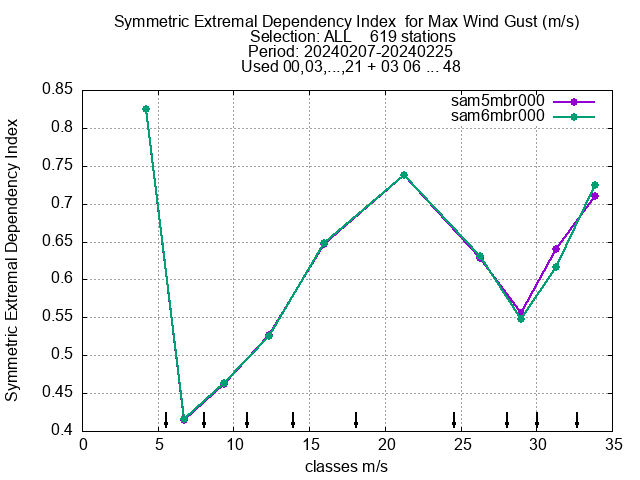 Symmetric Extremal Dependency Index  for Max Wind Gust (m/s)
Selection: ALL    619 stations
Period: 20240207-20240225
Used 00,03,...,21 + 03 06 ... 48
sam5mbr000
sam6mbr000
Symmetric Extremal Dependency Index
0.85
0.8
0.75
0.7
0.65
0.6
0.55
0.5
0.45
0.4
0 5 10 15 20 25 30 35
classes m/s